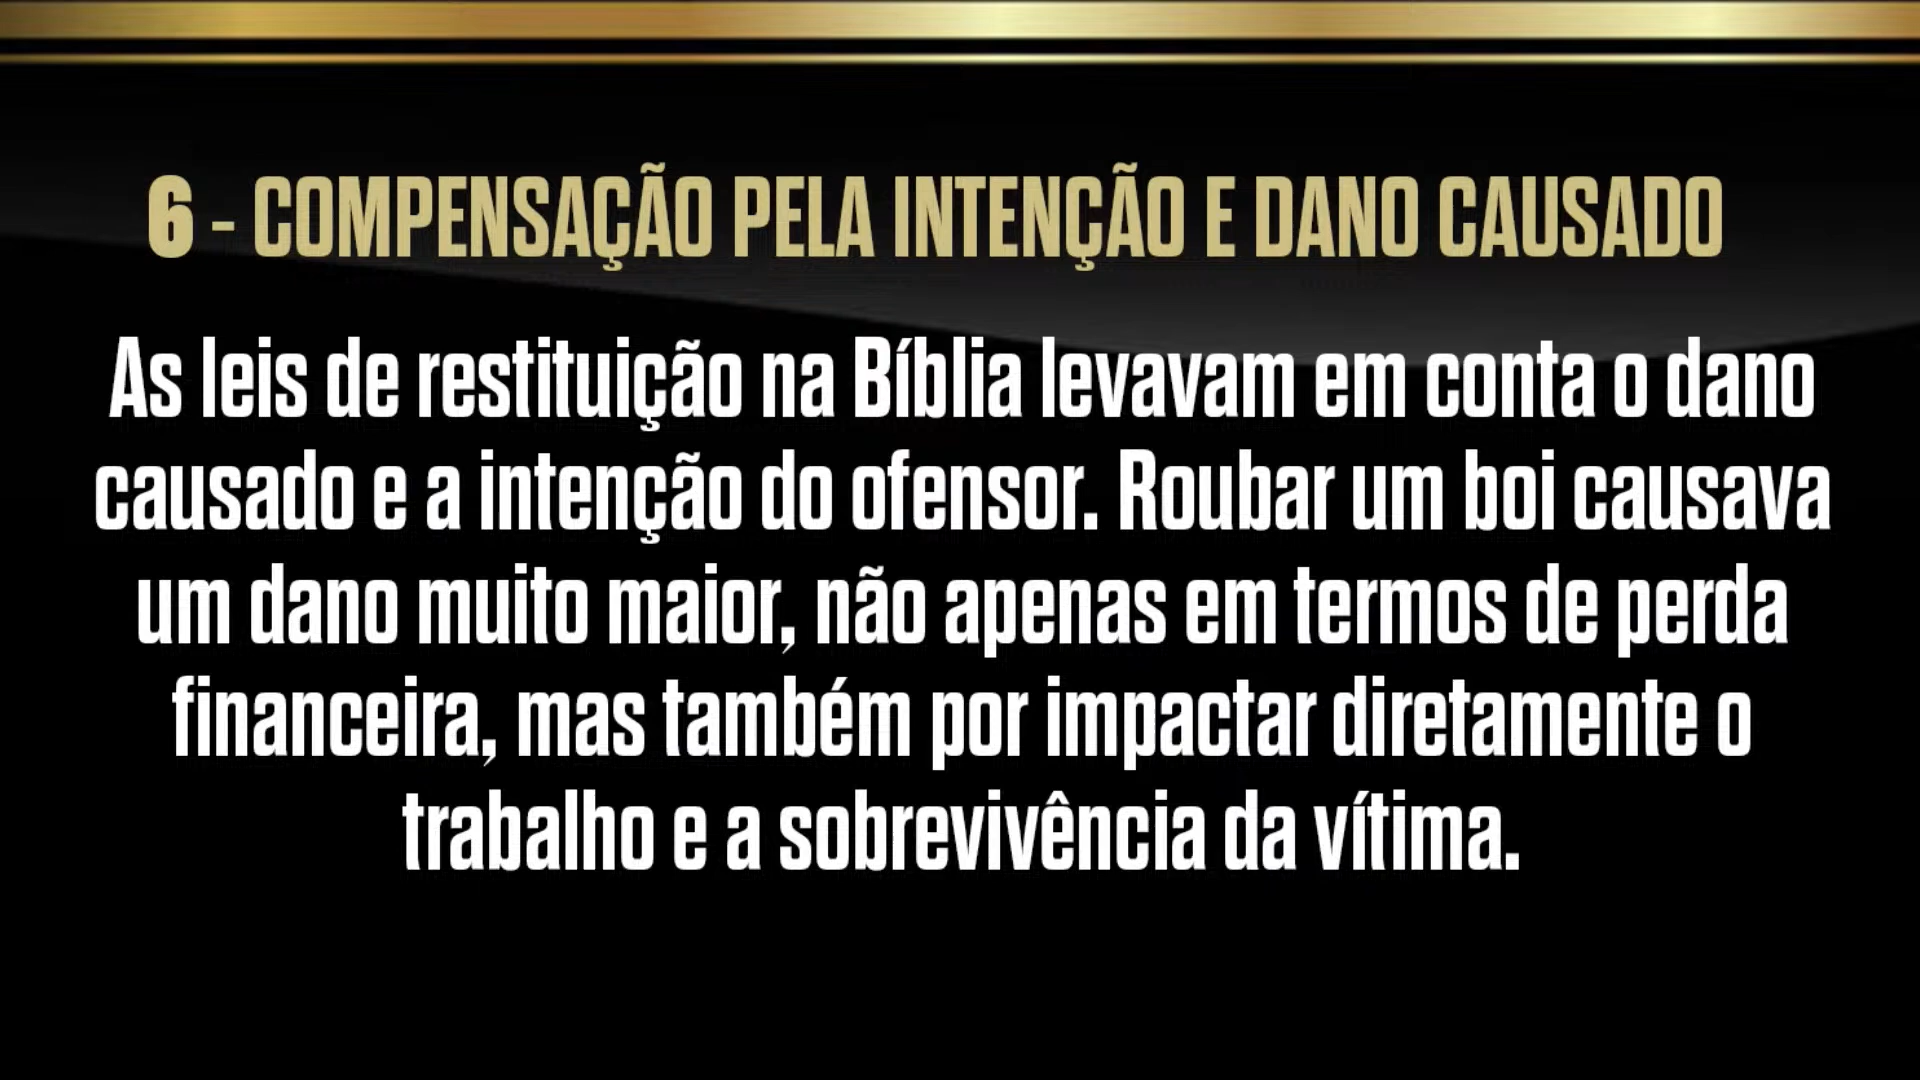 6 - COMPENSAÇÃO PELA INTENÇÃO E DANO CAUSADO
As leis de restituição na Bíblia levavam em conta o dano
causado e a intenção do ofensor. Roubar um boi causava
um dano muito maior, não apenas em termos de perda
financeira, mas também por impactar diretamente o
trabalho e a sobrevivência da vítima.